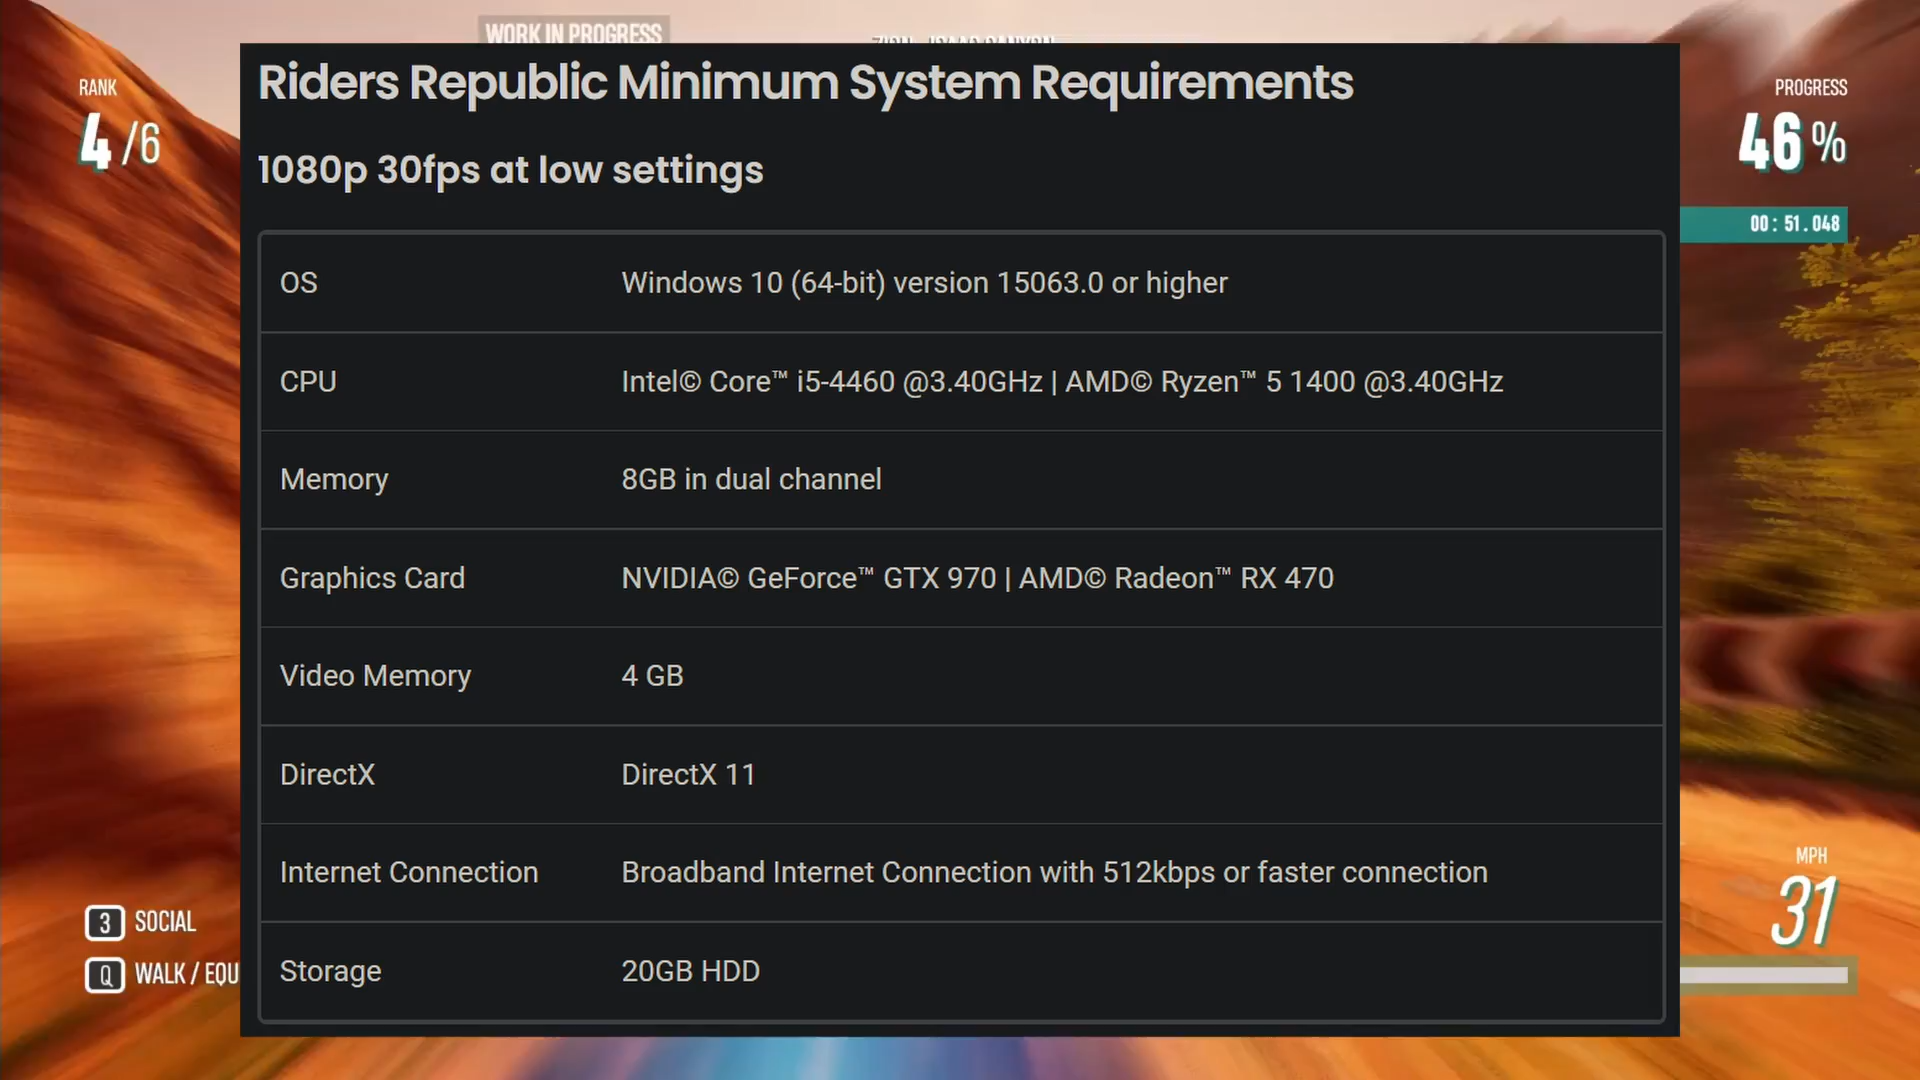 WORK IN PROGRESS
RANK
4/6
PROGRESS
46%
00:51.048
Riders Republic Minimum System Requirements
1080p 30fps at low settings
OS Windows 10 (64-bit) version 15063.0 or higher
CPU Intel© Core™ i5-4460 @3.40GHz | AMD© Ryzen™ 5 1400 @3.40GHz
Memory 8GB in dual channel
Graphics Card NVIDIA© GeForce™ GTX 970 | AMD© Radeon™ RX 470
Video Memory 4 GB
DirectX DirectX 11
Internet Connection Broadband Internet Connection with 512kbps or faster connection
Storage 20GB HDD
3 SOCIAL
Q WALK / EQU
MPH
31